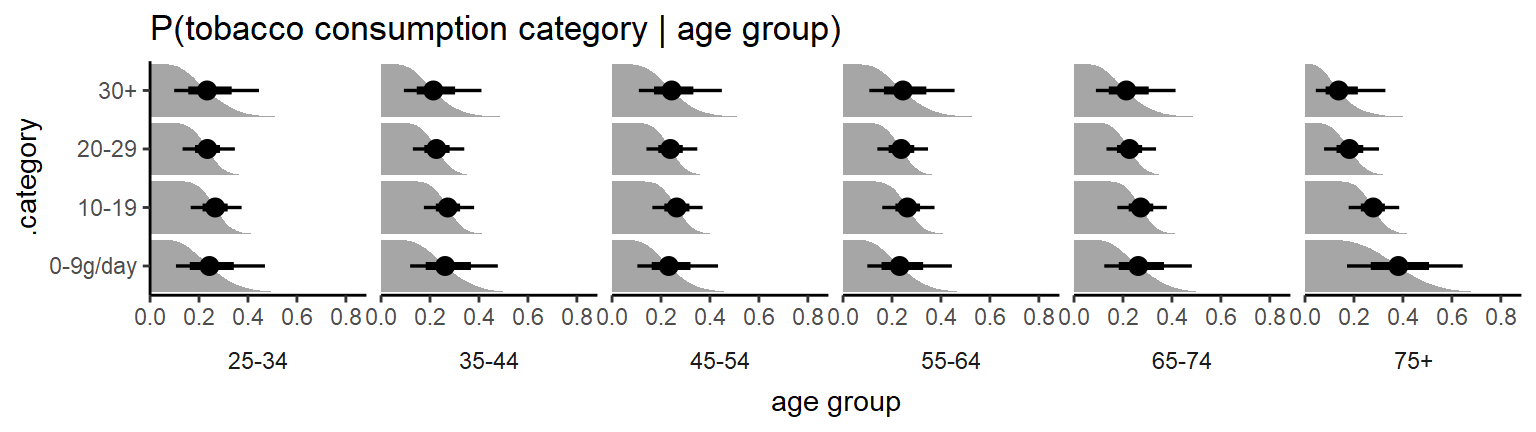 P(tobacco consumption category | age group)
.category
30+
20-29
10-19
0-9g/day
0.0 0.2 0.4 0.6 0.8 0.0 0.2 0.4 0.6 0.8 0.0 0.2 0.4 0.6 0.8 0.0 0.2 0.4 0.6 0.8 0.0 0.2 0.4 0.6 0.8 0.0 0.2 0.4 0.6 0.8
25-34 35-44 45-54 55-64 65-74 75+
age group